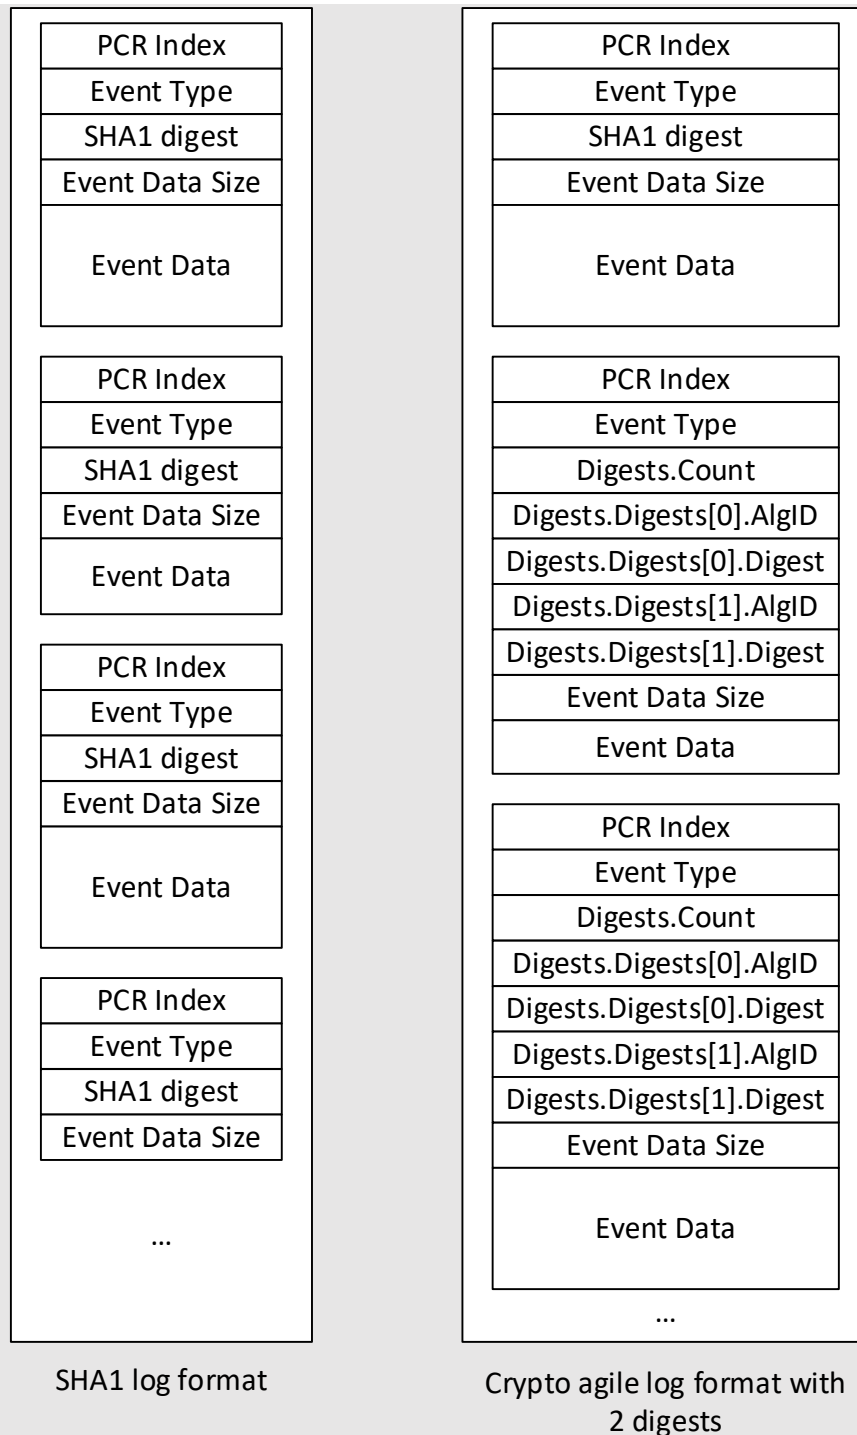 PCR Index
Event Type
SHA1 digest
Event Data Size
Event Data
PCR Index
Event Type
SHA1 digest
Event Data Size
Event Data
PCR Index
Event Type
SHA1 digest
Event Data Size
Event Data
PCR Index
Event Type
SHA1 digest
Event Data Size
...
SHA1 log format
PCR Index
Event Type
SHA1 digest
Event Data Size
Event Data
PCR Index
Event Type
Digests.Count
Digests.Digests[0].AlgID
Digests.Digests[0].Digest
Digests.Digests[1].AlgID
Digests.Digests[1].Digest
Event Data Size
Event Data
PCR Index
Event Type
Digests.Count
Digests.Digests[0].AlgID
Digests.Digests[0].Digest
Digests.Digests[1].AlgID
Digests.Digests[1].Digest
Event Data Size
Event Data
...
Crypto agile log format with
2 digests